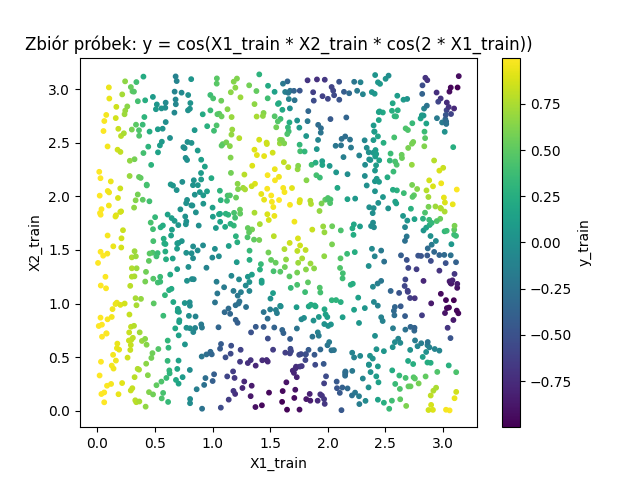 Zbiór próbek: y = cos(X1_train * X2_train * cos(2 * X1_train))
3.0
2.5
2.0
1.5
1.0
0.5
0.0
X2_train
0.0 0.5 1.0 1.5 2.0 2.5 3.0
X1_train
0.75
0.50
0.25
0.00
−0.25
−0.50
−0.75
y_train